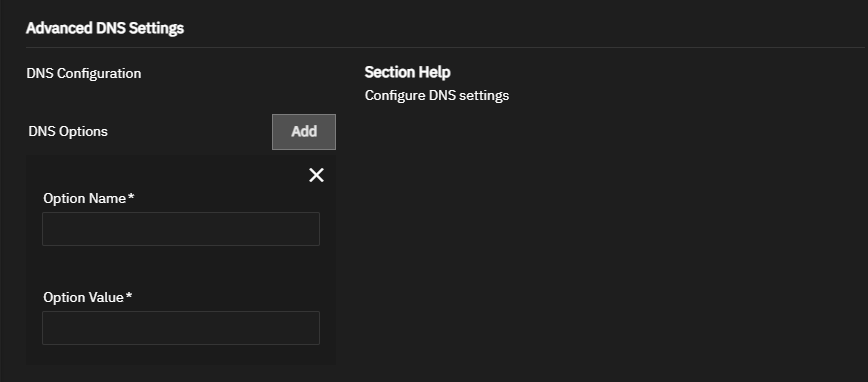 Advanced DNS Settings
DNS Configuration
Section Help
Configure DNS settings
DNS Options
Add
Option Name*
Option Value*